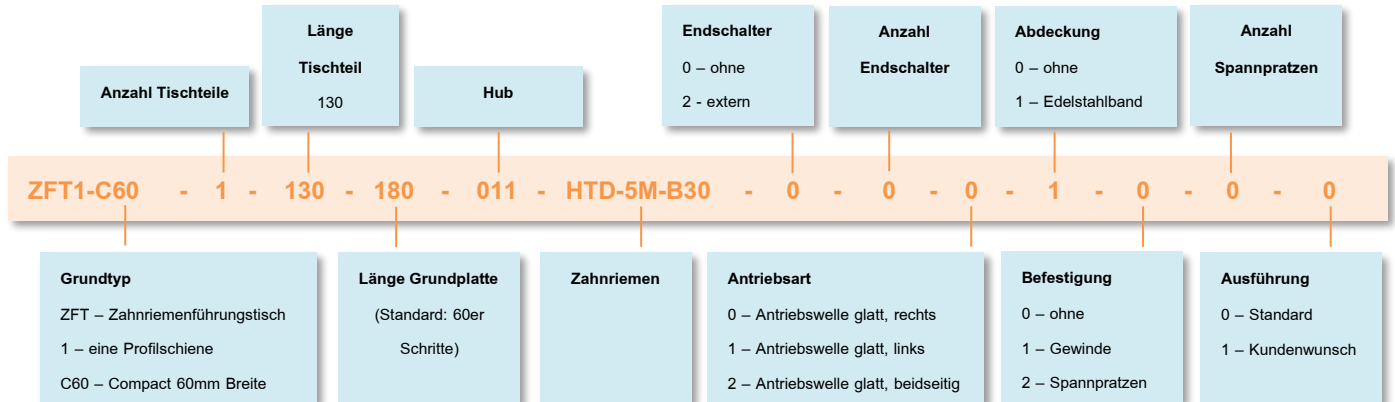 Anzahl Tischteile
Länge
Tischteil
130
Hub
Endschalter
0 – ohne
2 - extern
Anzahl
Endschalter
Abdeckung
0 – ohne
1 – Edelstahlband
Anzahl
Spannpratzen
ZFT1-C60 - 1 - 130 - 180 - 011 - HTD-5M-B30 - 0 - 0 - 0 - 1 - 0 - 0 - 0
Grundtyp
ZFT – Zahnriemenführungstisch
1 – eine Profilschiene
C60 – Compact 60mm Breite
Länge Grundplatte
(Standard: 60er
Schritte)
Zahnriemen
Antriebsart
0 – Antriebswelle glatt, rechts
1 – Antriebswelle glatt, links
2 – Antriebswelle glatt, beidseitig
Befestigung
0 – ohne
1 – Gewinde
2 – Spannpratzen
Ausführung
0 – Standard
1 – Kundenwunsch